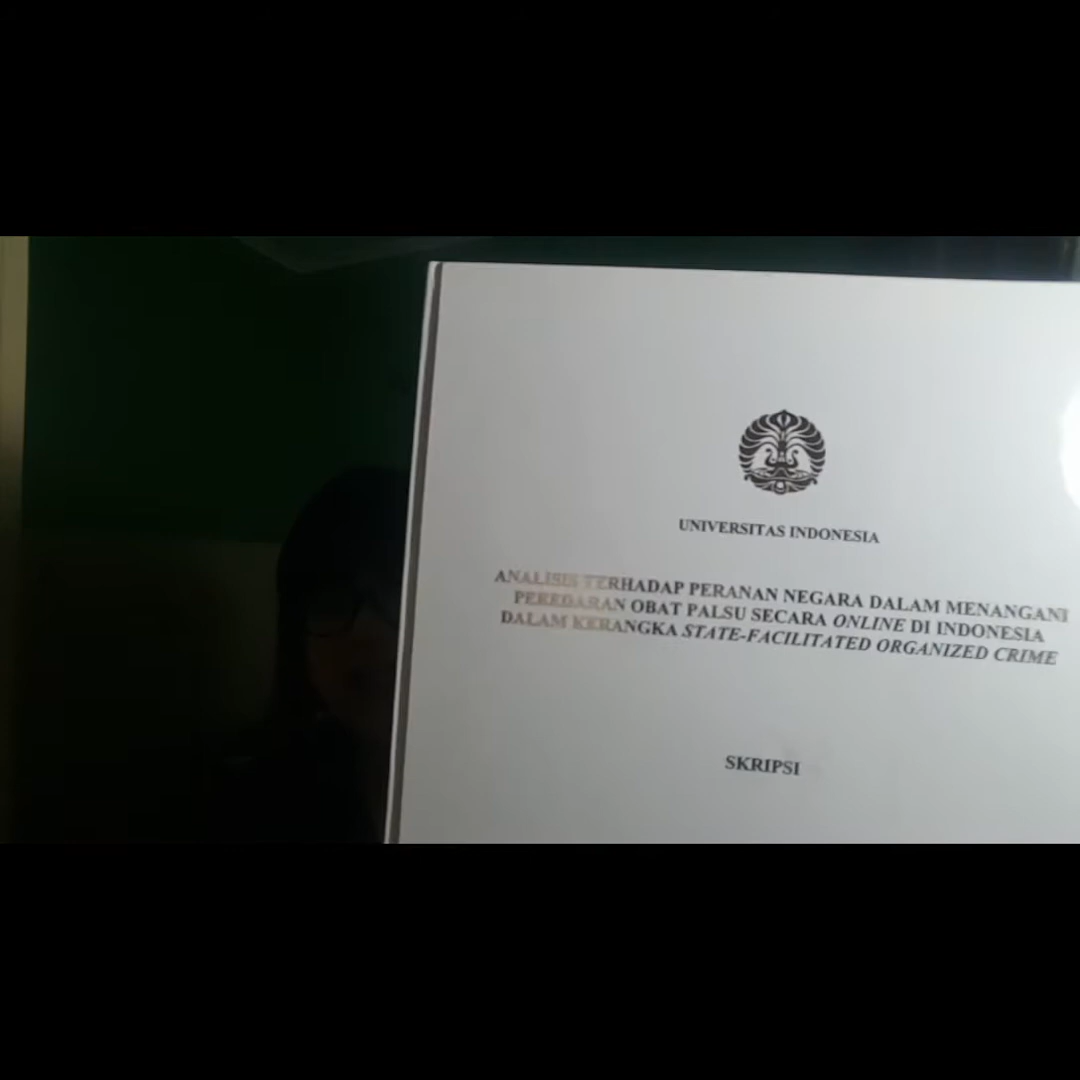 UNIVERSITAS INDONESIA
ANALISIS TERHADAP PERANAN NEGARA DALAM MENANGANI
PEREDARAN OBAT PALSU SECARA ONLINE DI INDONESIA
DALAM KERANGKA STATE-FACILITATED ORGANIZED CRIME
SKRIPSI